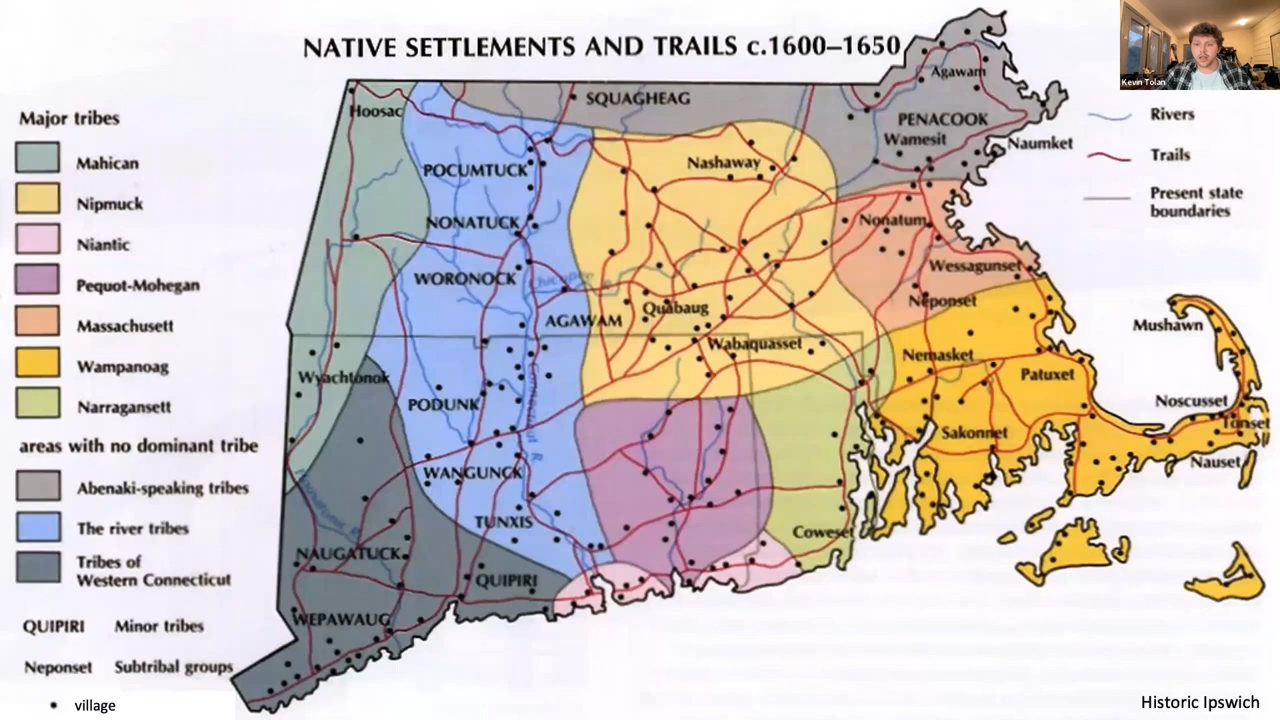 NATIVE SETTLEMENTS AND TRAILS c.1600–1650
Kevin Tolan
Major tribes
Mahican
Nipmuck
Niantic
Pequot-Mohegan
Massachusett
Wampanoag
Narragansett
areas with no dominant tribe
Abenaki-speaking tribes
The river tribes
Tribes of
Western Connecticut
QUIPIRI Minor tribes
Neponset Subtribal groups
village
Rivers
Trails
Present state
boundaries
Agawam
Hoosac
SQUAGHEAG
PENACOOK
Wamesit
Naumket
POCUMTUCK
Nashaway
NONATUCK
Nonatum
WORONOCK
Wessagunset
Chicopee R.
Neponset
Quabaug
AGAWAM
Mushawn
Wabaquasset
Nemasket
Wyachtonok
Patuxet
Connecticut R.
PODUNK
Noscusset
Tonset
Sakonnet
Nauset
WANGUNCK
TUNXIS
Coweset
NAUGATUCK
QUIPIRI
WEPAWAUG
Historic Ipswich